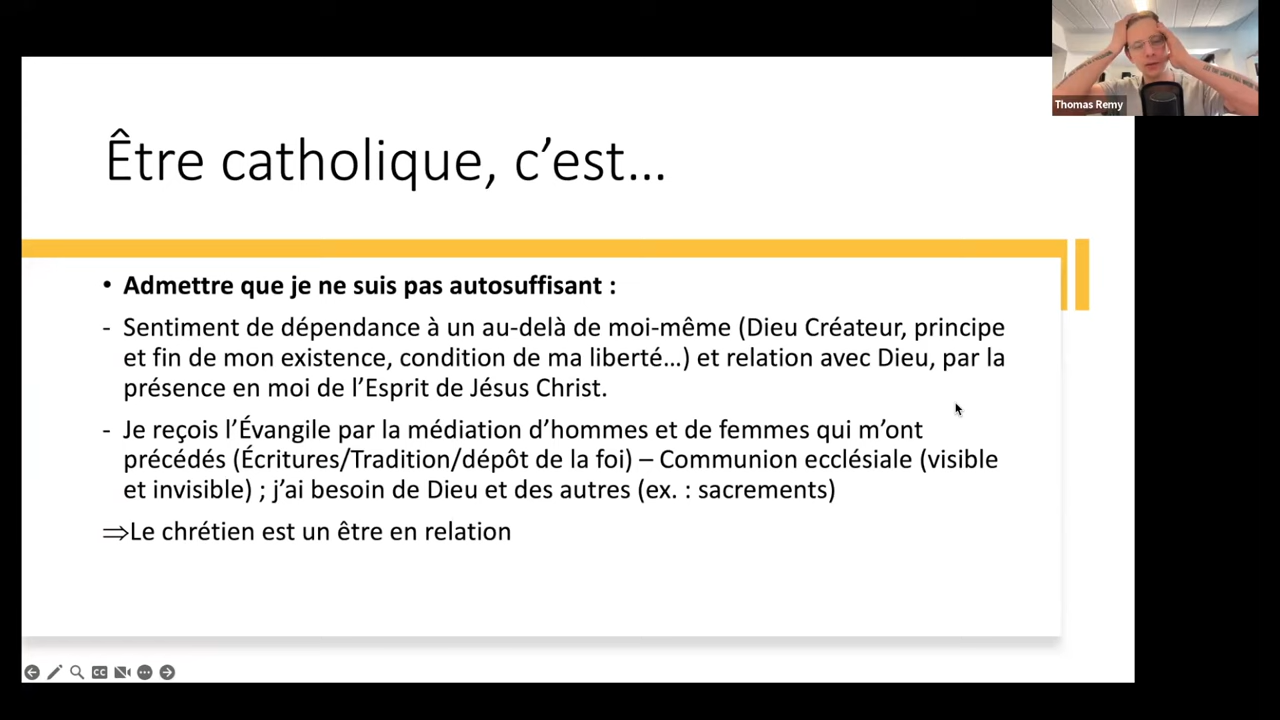 Thomas Remy
Être catholique, c’est…
• Admettre que je ne suis pas autosuffisant :
- Sentiment de dépendance à un au-delà de moi-même (Dieu Créateur, principe
et fin de mon existence, condition de ma liberté…) et relation avec Dieu, par la
présence en moi de l’Esprit de Jésus Christ.
- Je reçois l’Évangile par la médiation d’hommes et de femmes qui m’ont
précédés (Écritures/Tradition/dépôt de la foi) – Communion ecclésiale (visible
et invisible) ; j’ai besoin de Dieu et des autres (ex. : sacrements)
⇒Le chrétien est un être en relation
CC